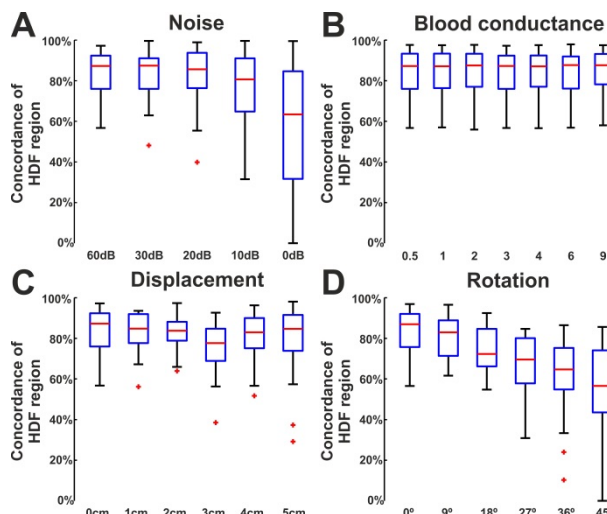 A Noise
Concordance of
HDF region
100%
80%
60%
40%
20%
0%
60dB 30dB 20dB 10dB 0dB
B Blood conductance
Concordance of
HDF region
100%
80%
60%
40%
20%
0%
0.5 1 2 3 4 6 9
C Displacement
Concordance of
HDF region
100%
80%
60%
40%
20%
0%
0cm 1cm 2cm 3cm 4cm 5cm
D Rotation
Concordance of
HDF region
100%
80%
60%
40%
20%
0%
0º 9º 18º 27º 36º 45